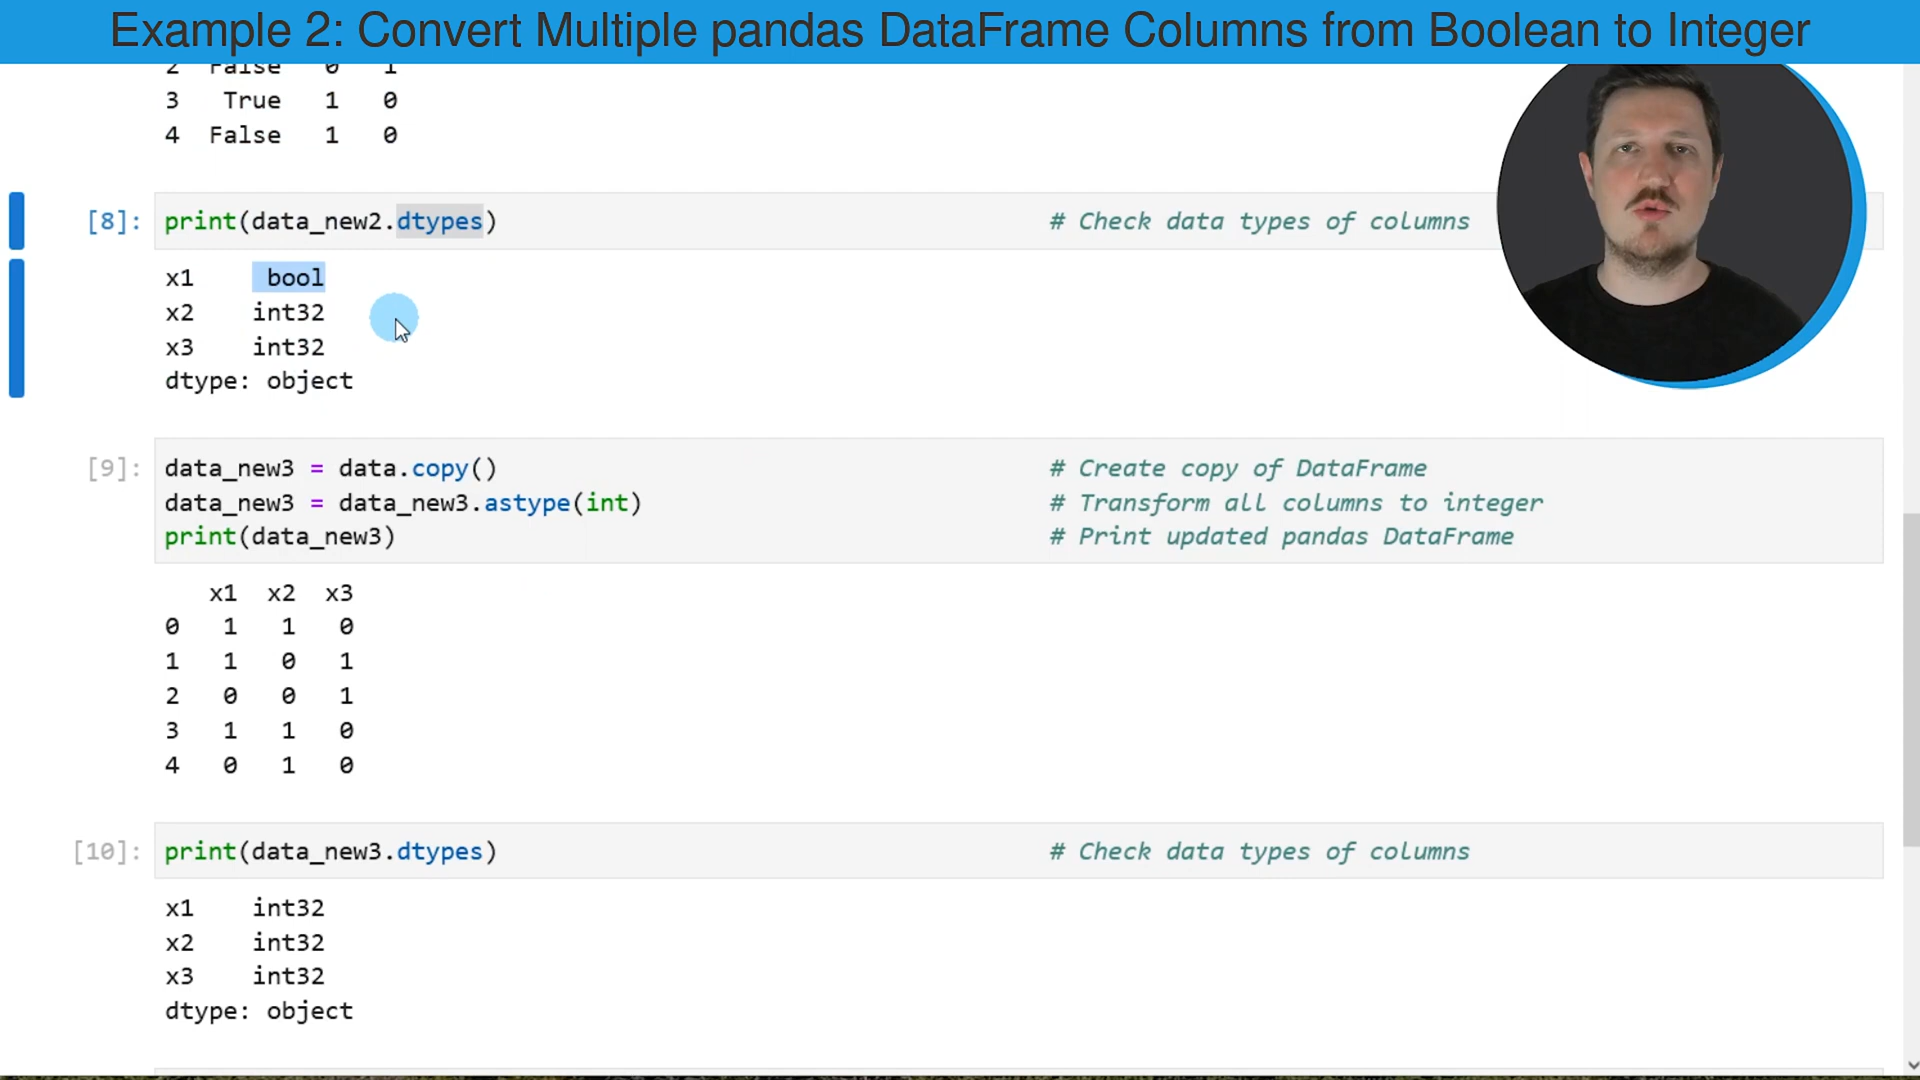 Example 2: Convert Multiple pandas DataFrame Columns from Boolean to Integer
2 False 0 1
3 True 1 0
4 False 1 0
[8]: print(data_new2.dtypes) # Check data types of columns
x1 bool
x2 int32
x3 int32
dtype: object
[9]: data_new3 = data.copy() # Create copy of DataFrame
data_new3 = data_new3.astype(int) # Transform all columns to integer
print(data_new3) # Print updated pandas DataFrame
x1 x2 x3
0 1 1 0
1 1 0 1
2 0 0 1
3 1 1 0
4 0 1 0
[10]: print(data_new3.dtypes) # Check data types of columns
x1 int32
x2 int32
x3 int32
dtype: object